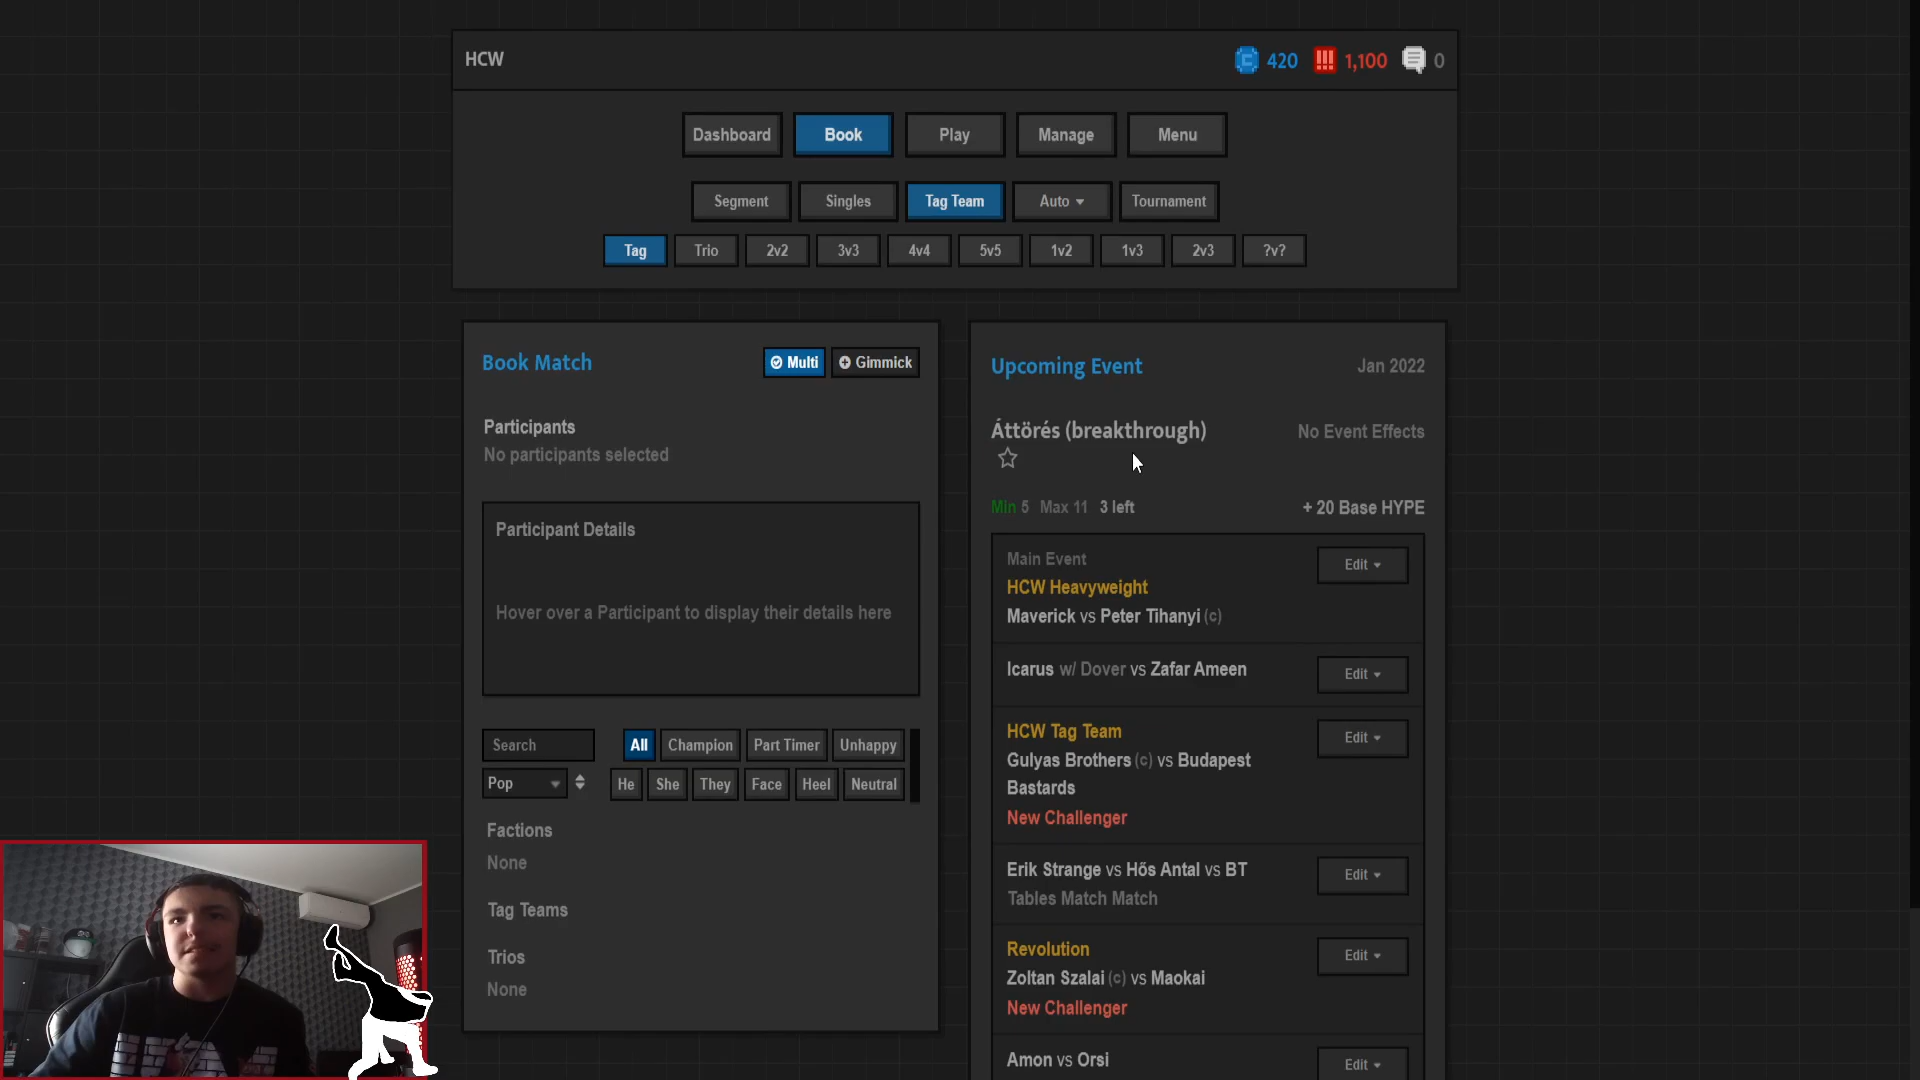 HCW
420
1,100
0
Dashboard
Book
Play
Manage
Menu
Segment
Singles
Tag Team
Auto
Tournament
Tag
Trio
2v2
3v3
4v4
5v5
1v2
1v3
2v3
?v?
Book Match
Multi
Gimmick
Participants
No participants selected
Participant Details
Hover over a Participant to display their details here
Search
All
Champion
Part Timer
Unhappy
Pop
He
She
They
Face
Heel
Neutral
Factions
None
Tag Teams
Trios
None
Upcoming Event
Jan 2022
Áttörés (breakthrough)
No Event Effects
Min 5 Max 11 3 left
+ 20 Base HYPE
Main Event
HCW Heavyweight
Maverick vs Peter Tihanyi (c)
Edit
Icarus w/ Dover vs Zafar Ameen
Edit
HCW Tag Team
Gulyas Brothers (c) vs Budapest
Bastards
New Challenger
Edit
Erik Strange vs Hős Antal vs BT
Tables Match Match
Edit
Revolution
Zoltan Szalai (c) vs Maokai
New Challenger
Edit
Amon vs Orsi
Edit